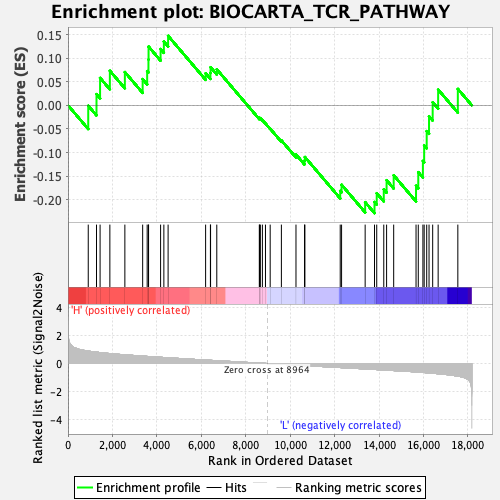 Enrichment plot: BIOCARTA_TCR_PATHWAY
Enrichment score (ES)
0.15
0.10
0.05
0.00
-0.05
-0.10
-0.15
-0.20
'H' (positively correlated)
Ranked list metric (Signal2Noise)
4
2
0
-2
-4
Zero cross at 8964
'L' (negatively correlated)
0
2,000
4,000
6,000
8,000
10,000
12,000
14,000
16,000
18,000
Rank in Ordered Dataset
Enrichment profile
Hits
Ranking metric scores